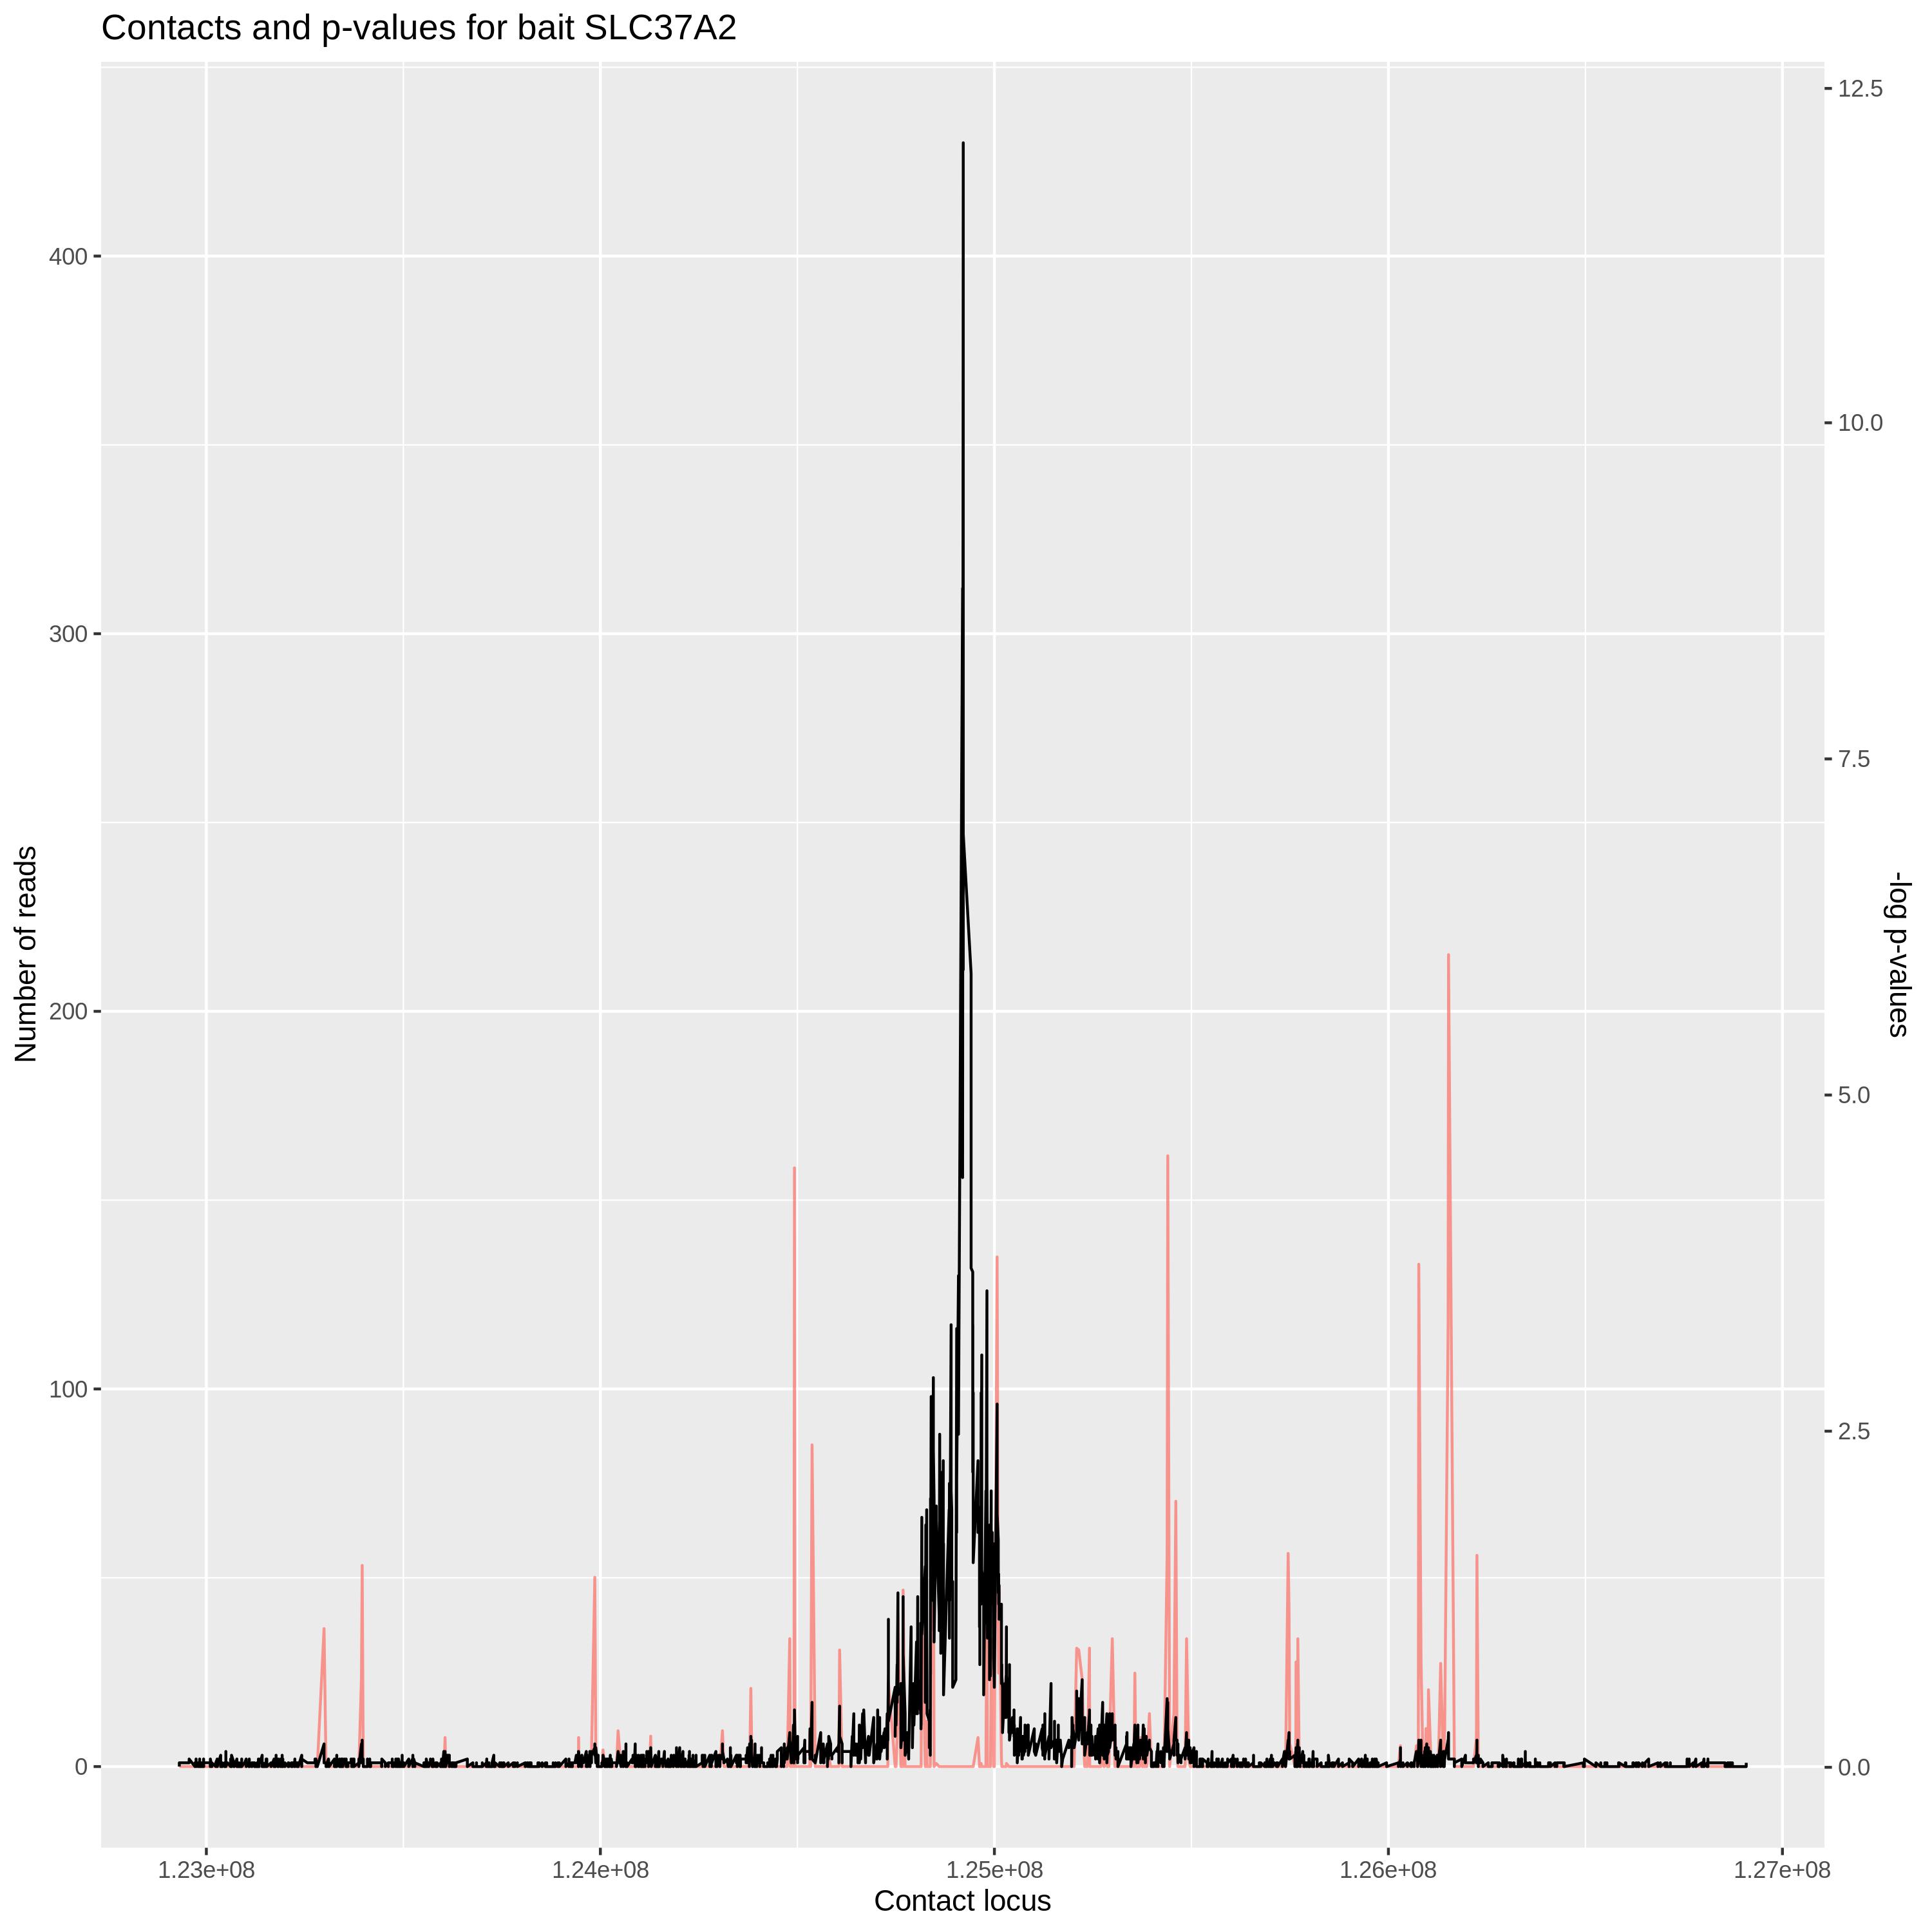 Contacts and p-values for bait SLC37A2
12.5
400
10.0
300
7.5
Number of reads
-log p-values
200
5.0
100
2.5
0
0.0
1.23e+08
1.24e+08
1.25e+08
1.26e+08
1.27e+08
Contact locus